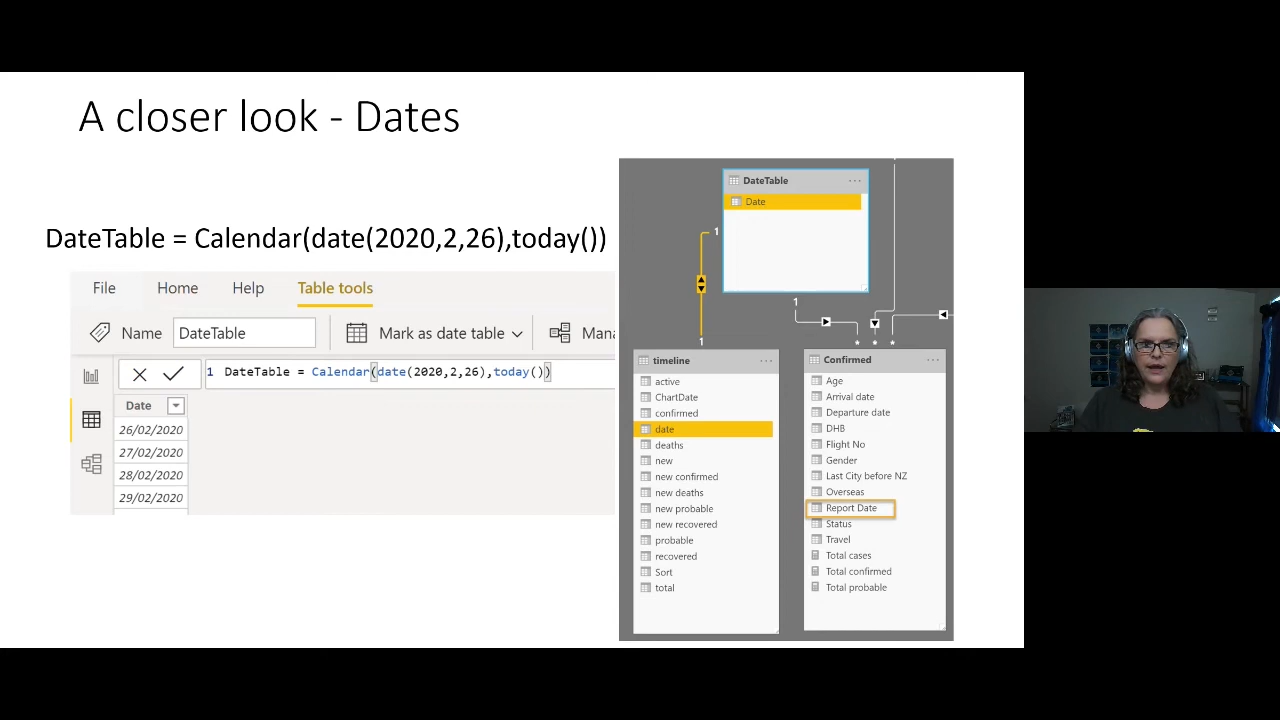 A closer look - Dates
DateTable = Calendar(date(2020,2,26),today())
File Home Help Table tools
Name DateTable Mark as date table Mana
1 DateTable = Calendar(date(2020,2,26),today())
Date
26/02/2020
27/02/2020
28/02/2020
29/02/2020
DateTable ...
Date
1
1
1
* * *
timeline ...
active
ChartDate
confirmed
date
deaths
new
new confirmed
new deaths
new probable
new recovered
probable
recovered
Sort
total
Confirmed ...
Age
Arrival date
Departure date
DHB
Flight No
Gender
Last City before NZ
Overseas
Report Date
Status
Travel
Total cases
Total confirmed
Total probable